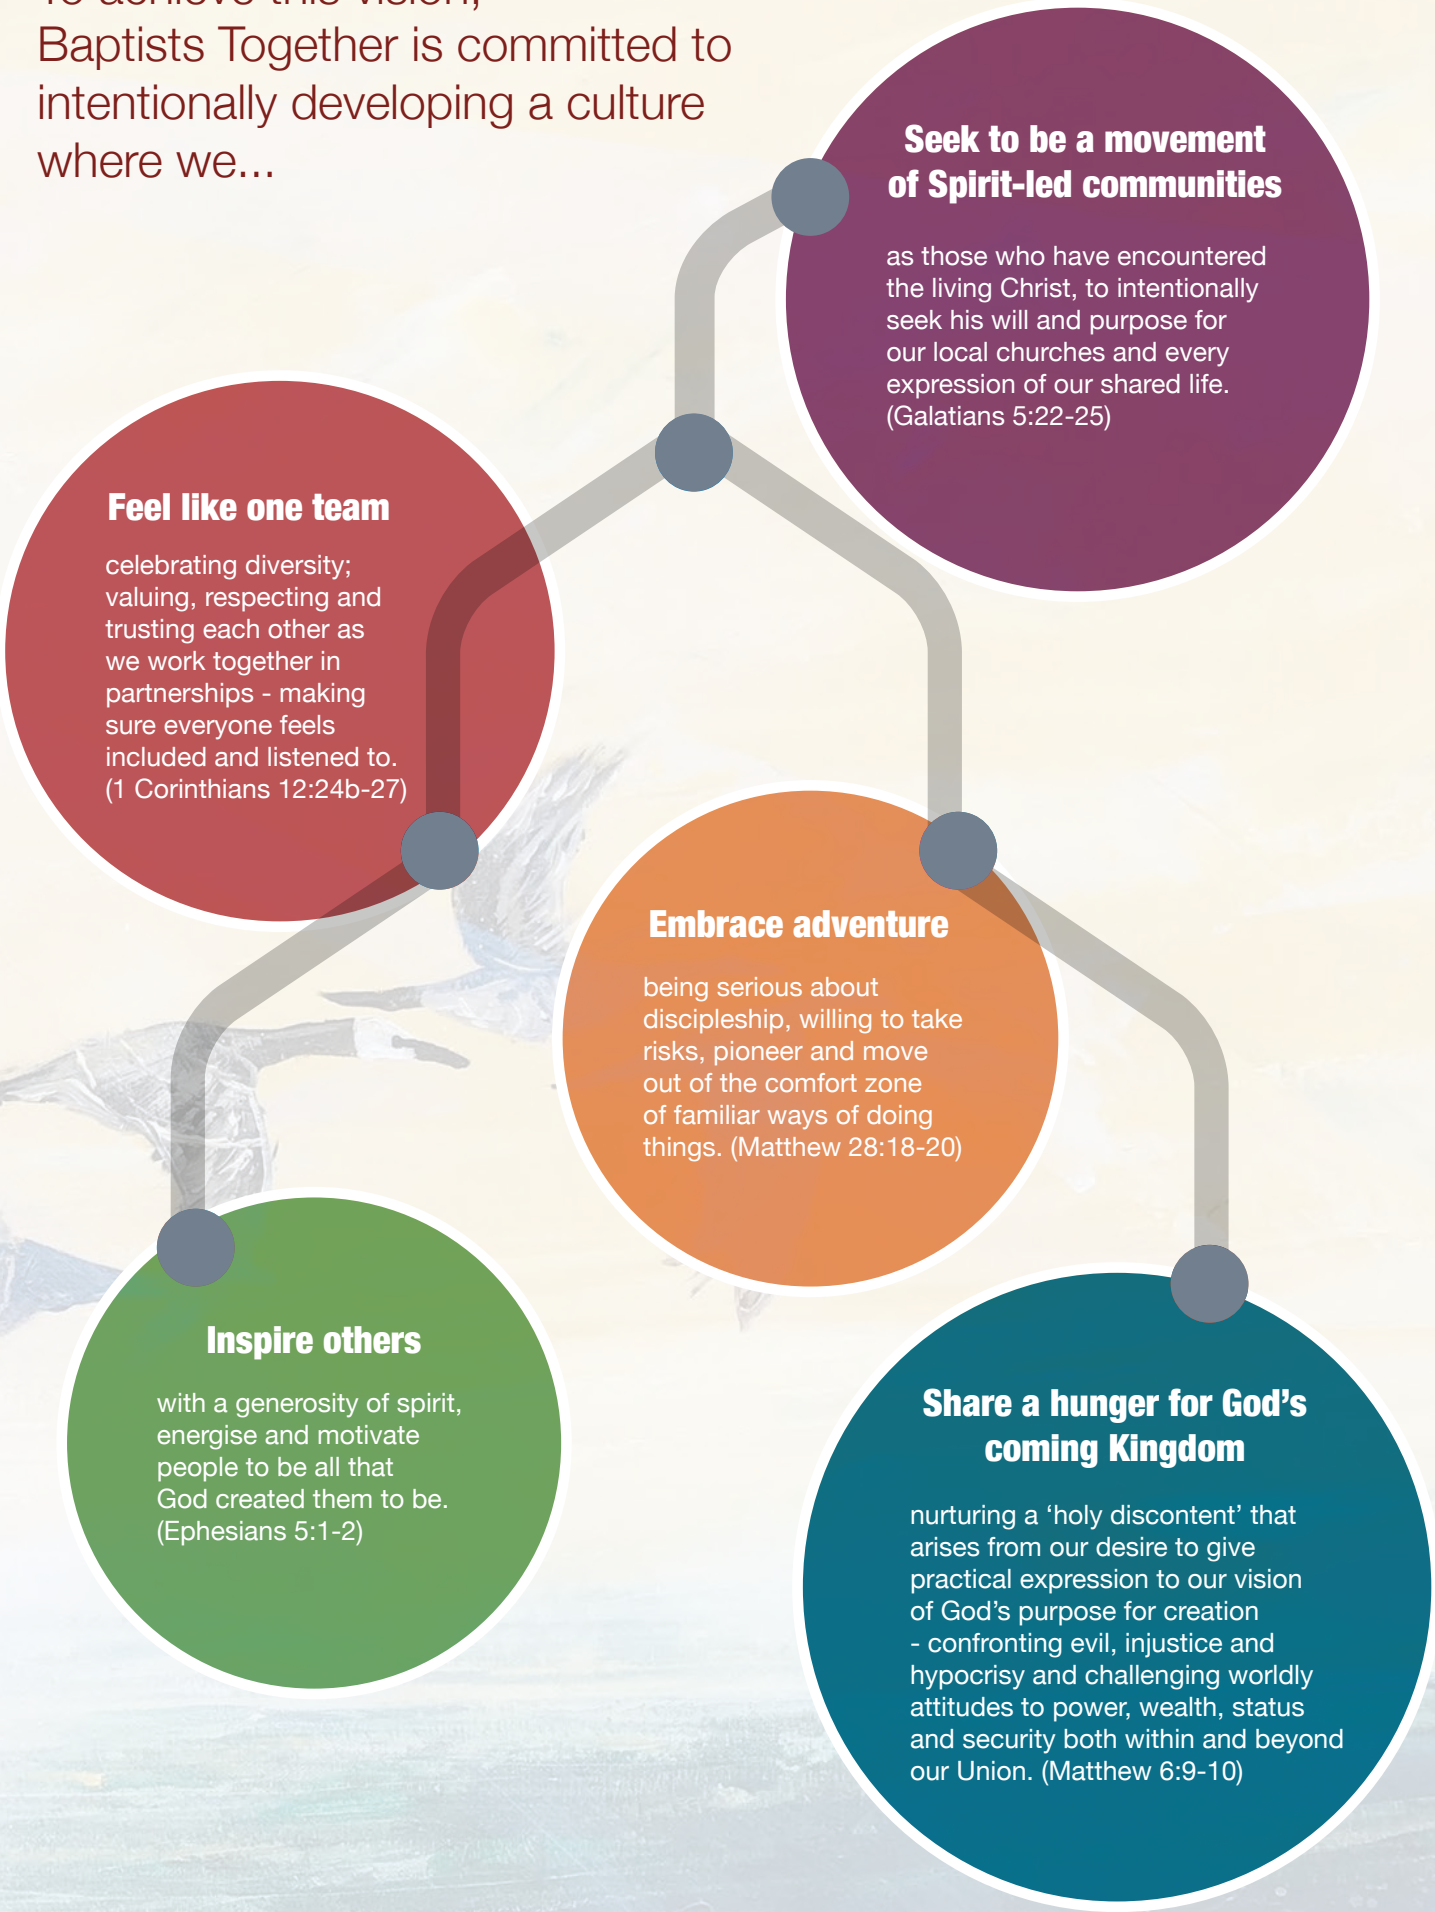 To achieve this vision,
Baptists Together is committed to
intentionally developing a culture
where we...
Seek to be a movement
of Spirit-led communities
as those who have encountered
the living Christ, to intentionally
seek his will and purpose for
our local churches and every
expression of our shared life.
(Galatians 5:22-25)
Feel like one team
celebrating diversity;
valuing, respecting and
trusting each other as
we work together in
partnerships - making
sure everyone feels
included and listened to.
(1 Corinthians 12:24b-27)
Embrace adventure
being serious about
discipleship, willing to take
risks, pioneer and move
out of the comfort zone
of familiar ways of doing
things. (Matthew 28:18-20)
Inspire others
with a generosity of spirit,
energise and motivate
people to be all that
God created them to be.
(Ephesians 5:1-2)
Share a hunger for God’s
coming Kingdom
nurturing a ‘holy discontent’ that
arises from our desire to give
practical expression to our vision
of God’s purpose for creation
- confronting evil, injustice and
hypocrisy and challenging worldly
attitudes to power, wealth, status
and security both within and beyond
our Union. (Matthew 6:9-10)